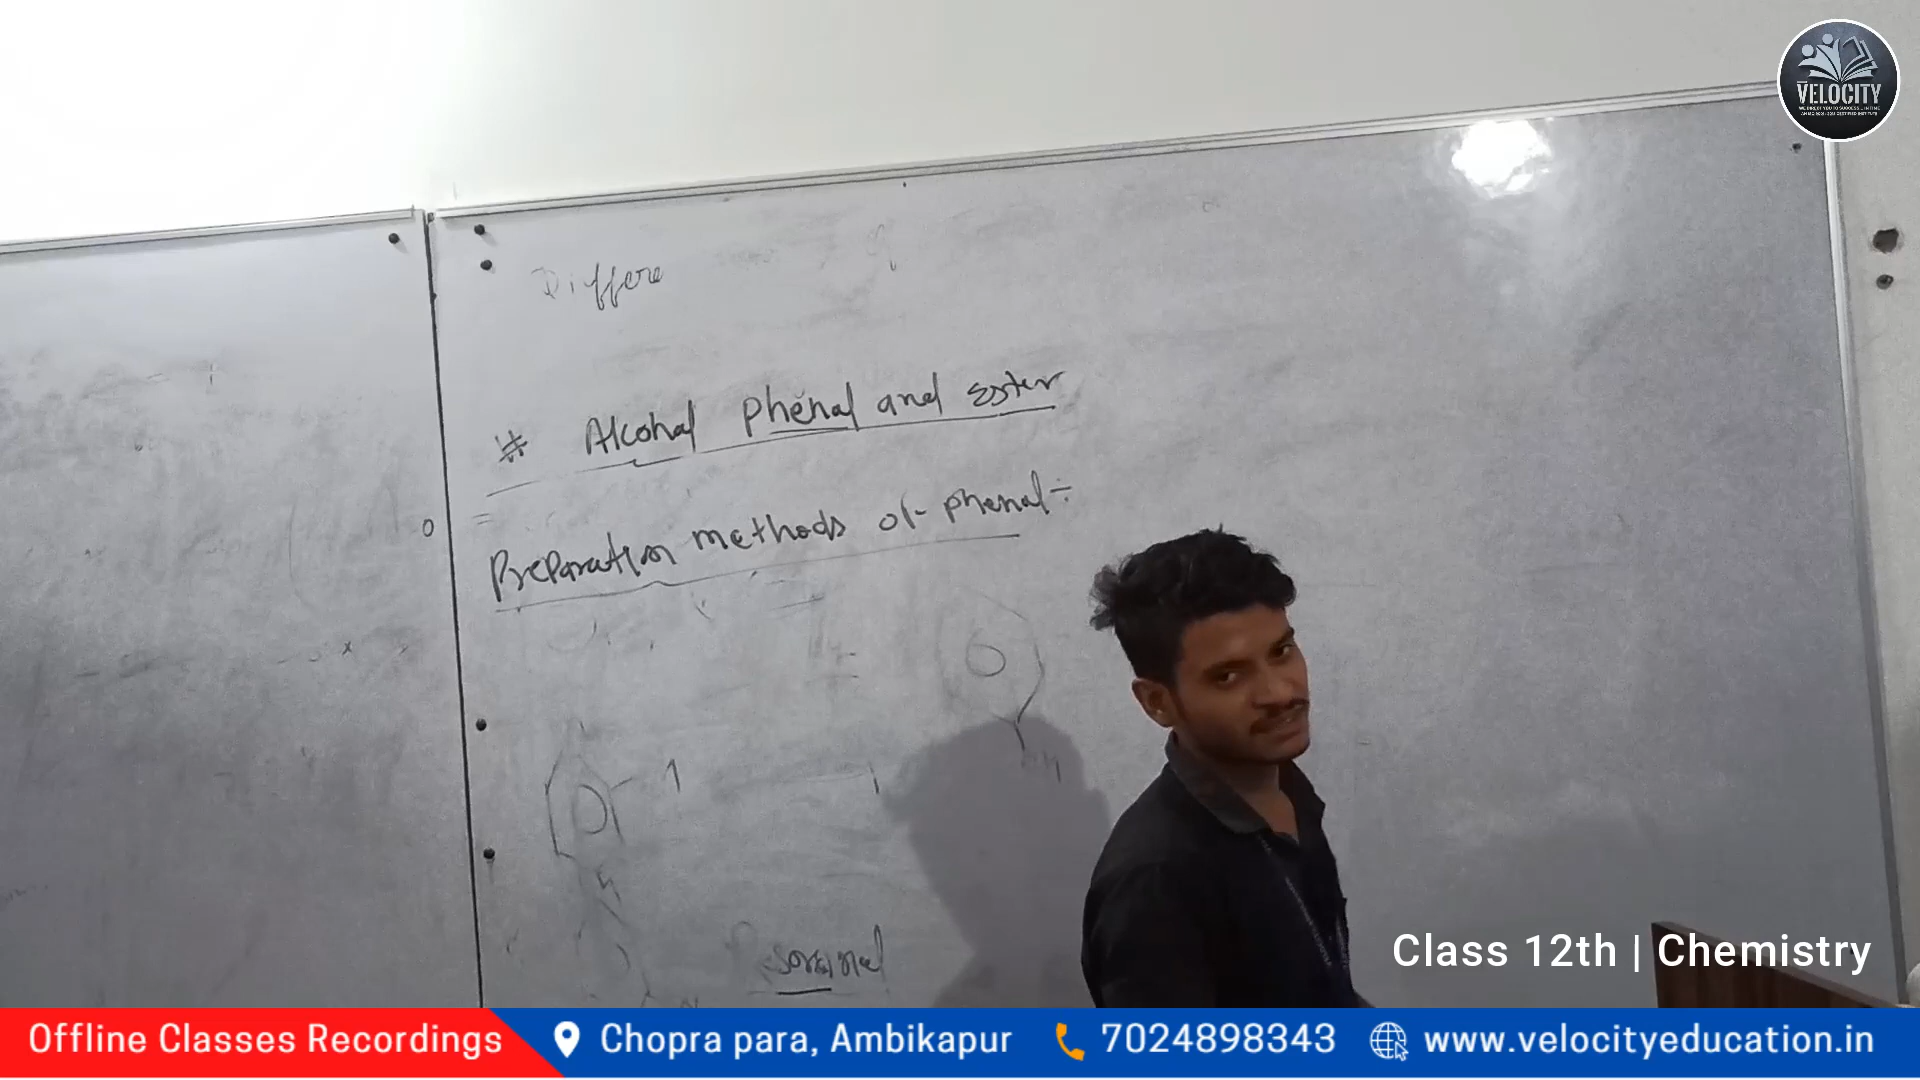 VELOCITY
Differe
# Alcohal phenal and Ester
Preparation methods of phenal÷
Class 12th | Chemistry
Offline Classes Recordings
Chopra para, Ambikapur
7024898343
www.velocityeducation.in